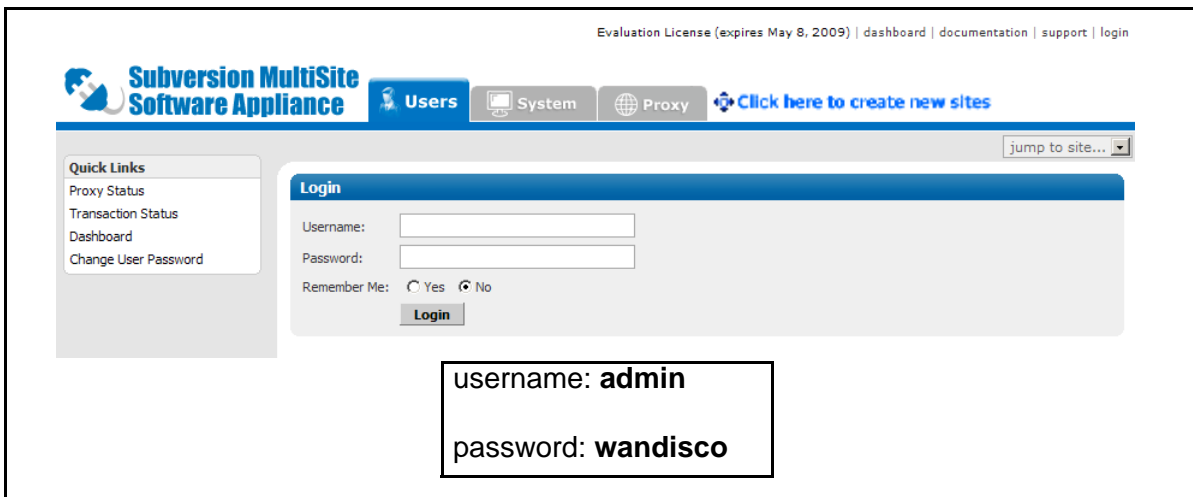 Evaluation License (expires May 8, 2009) | dashboard | documentation | support | login
Subversion MultiSite
Software Appliance
Users
System
Proxy
Click here to create new sites
jump to site...
Quick Links
Proxy Status
Transaction Status
Dashboard
Change User Password
Login
Username:
Password:
Remember Me: Yes No
Login
username: admin
password: wandisco